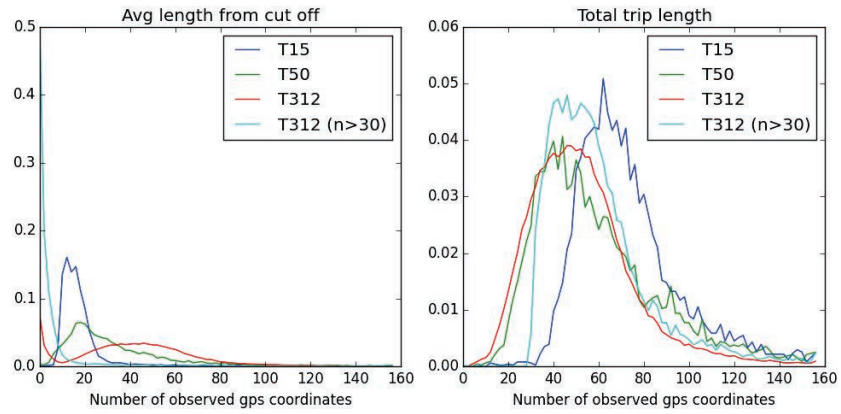 Avg length from cut off
0.5
0.4
0.3
0.2
0.1
0.0
0 20 40 60 80 100 120 140 160
Number of observed gps coordinates
T15
T50
T312
T312 (n>30)
Total trip length
0.06
0.05
0.04
0.03
0.02
0.01
0.00
0 20 40 60 80 100 120 140 160
Number of observed gps coordinates
T15
T50
T312
T312 (n>30)